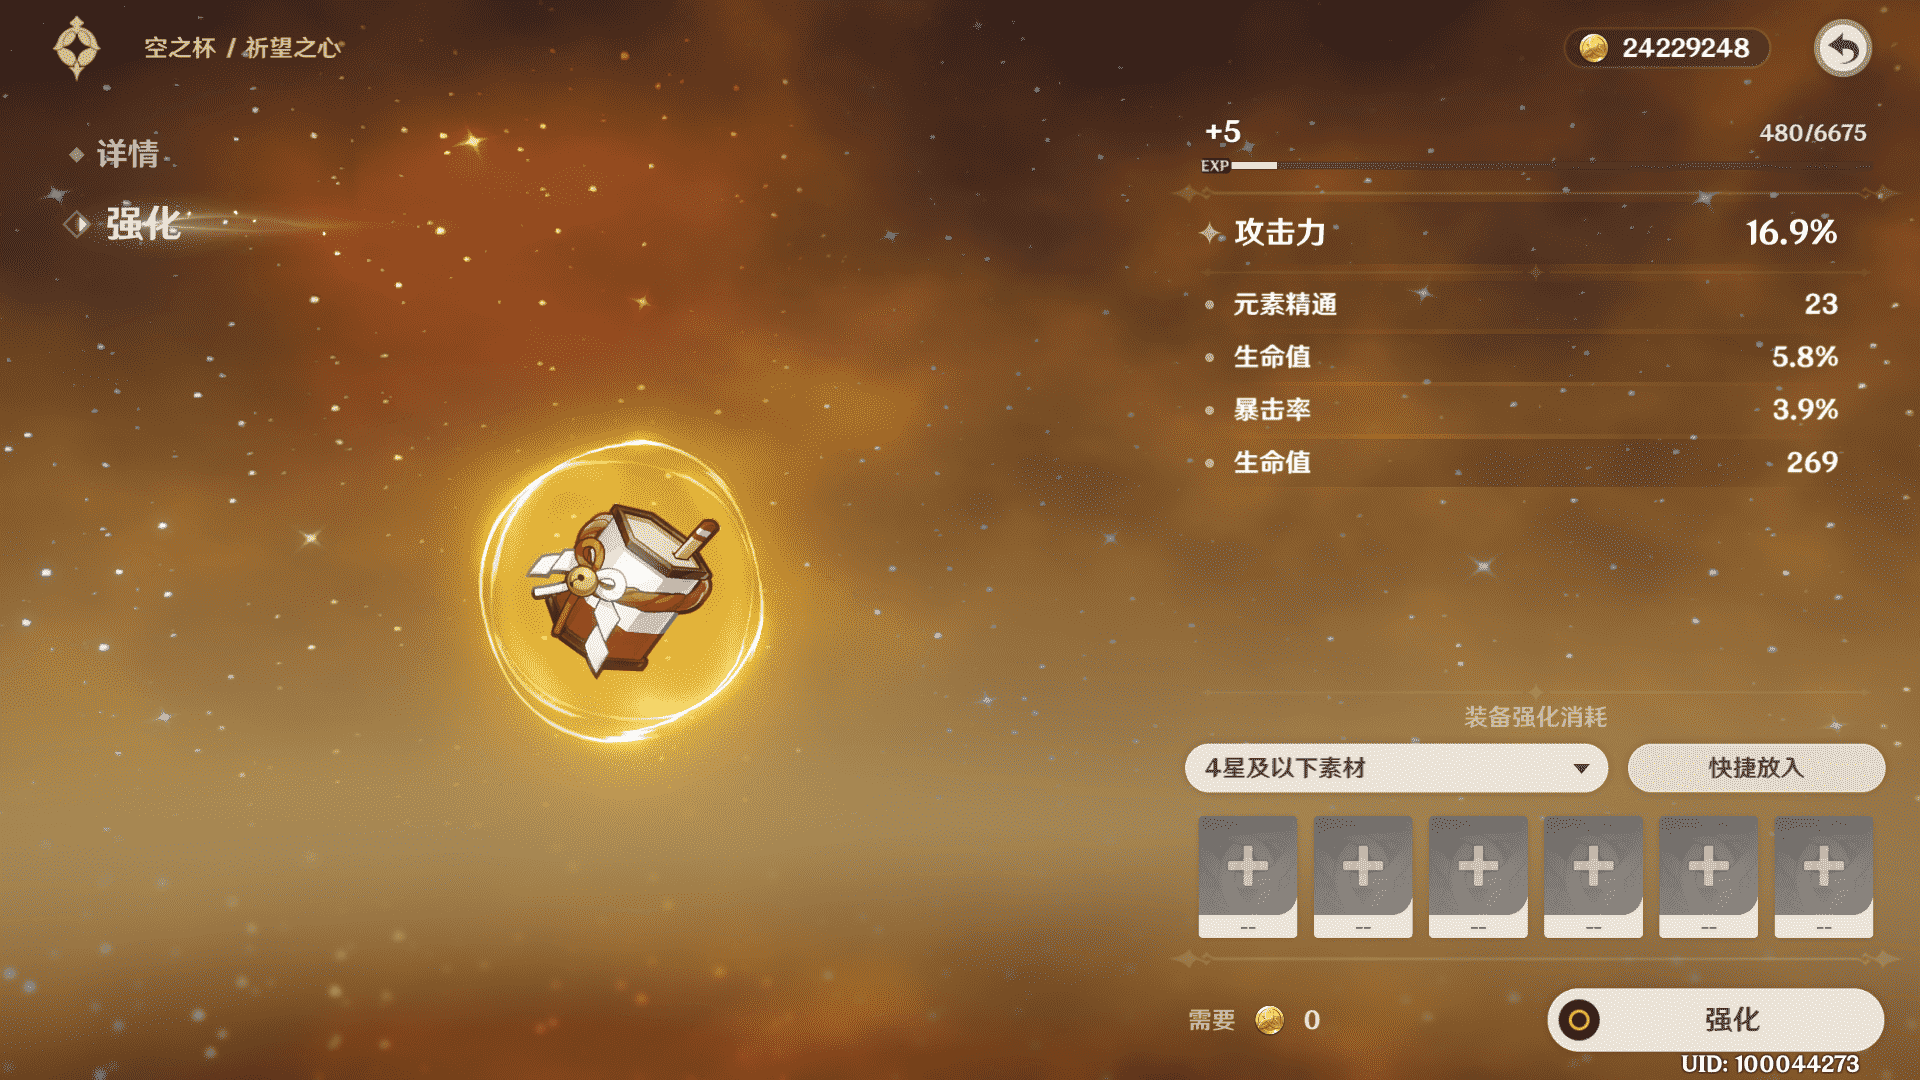 空之杯 / 祈望之心
24229248
详情
强化
+5
480/6675
EXP
攻击力 16.9%
元素精通 23
生命值 5.8%
暴击率 3.9%
生命值 269
装备强化消耗
4星及以下素材
快捷放入
-- -- -- -- -- --
需要 0
强化
UID: 100044273